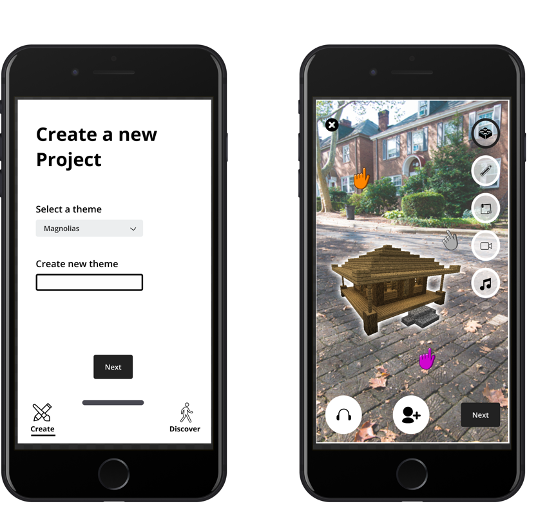 Create a new
Project
Select a theme
Magnolias
Create new theme
Next
Create
Discover
Next